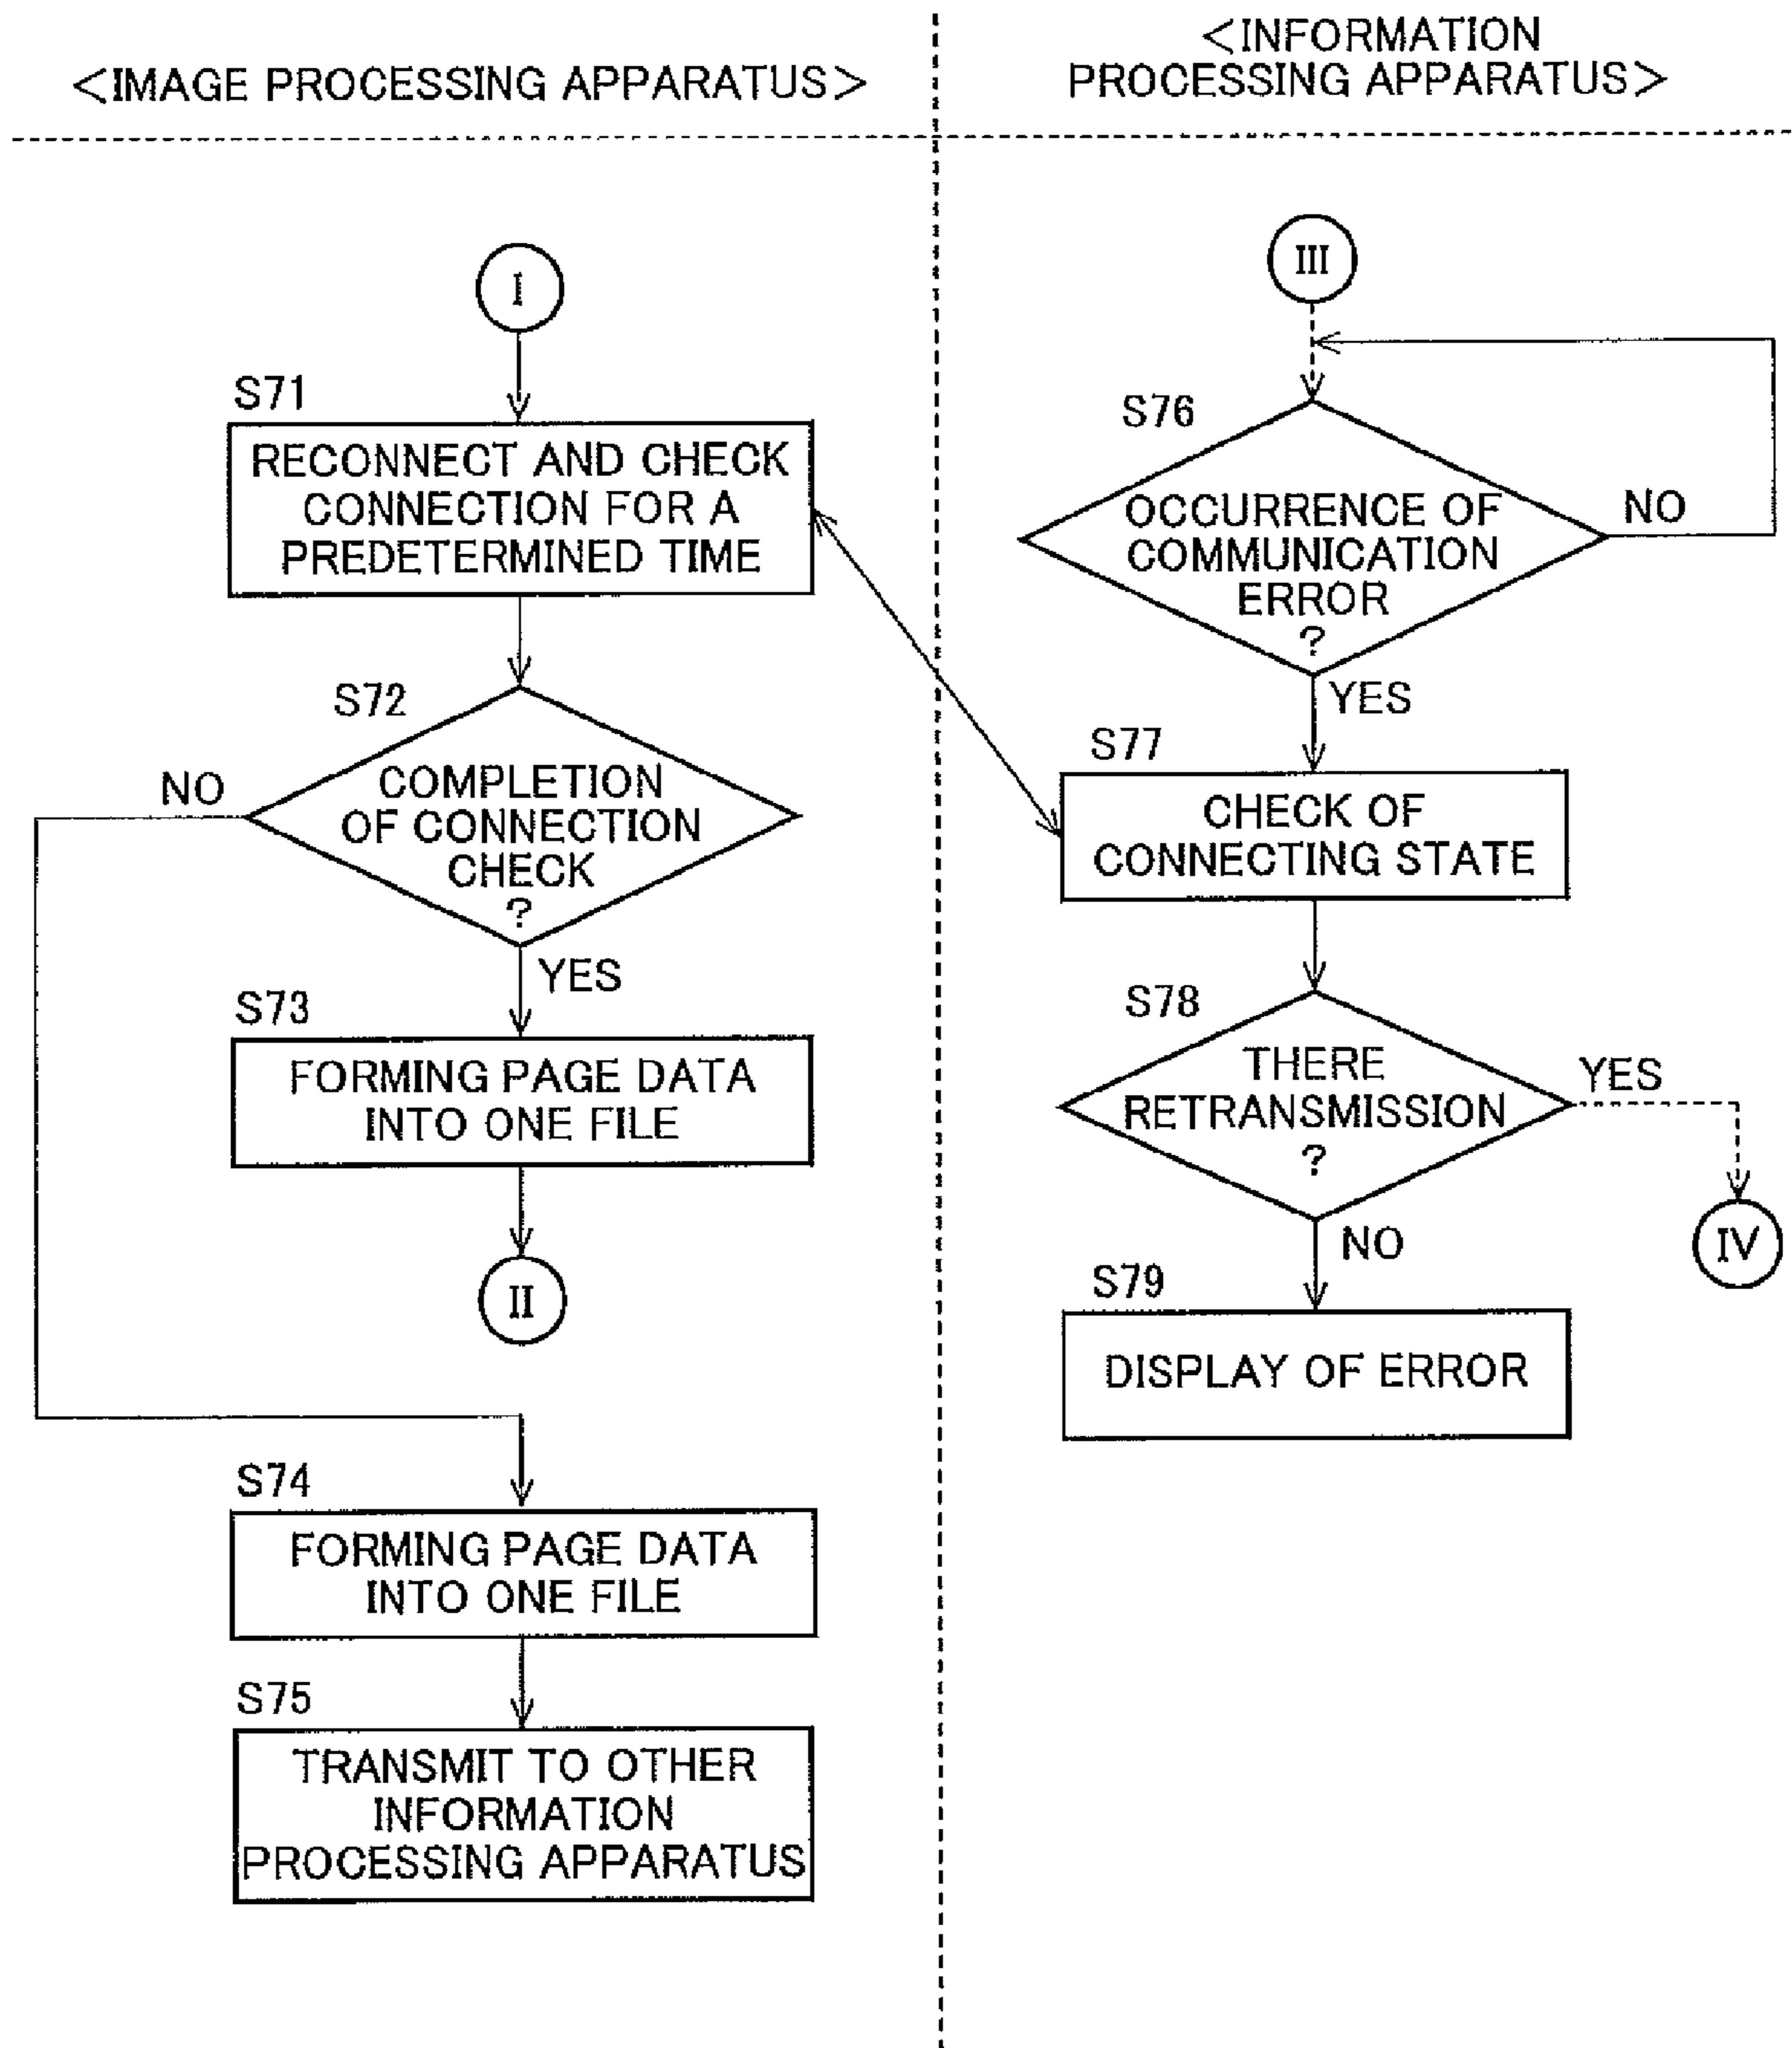 <IMAGE PROCESSING APPARATUS>
I
S71
RECONNECT AND CHECK
CONNECTION FOR A
PREDETERMINED TIME
S72
COMPLETION
OF CONNECTION
CHECK
?
NO
YES
S73
FORMING PAGE DATA
INTO ONE FILE
II
S74
FORMING PAGE DATA
INTO ONE FILE
S75
TRANSMIT TO OTHER
INFORMATION
PROCESSING APPARATUS
<INFORMATION
PROCESSING APPARATUS>
III
S76
OCCURRENCE OF
COMMUNICATION
ERROR
?
NO
YES
S77
CHECK OF
CONNECTING STATE
S78
THERE
RETRANSMISSION
?
YES
IV
NO
S79
DISPLAY OF ERROR